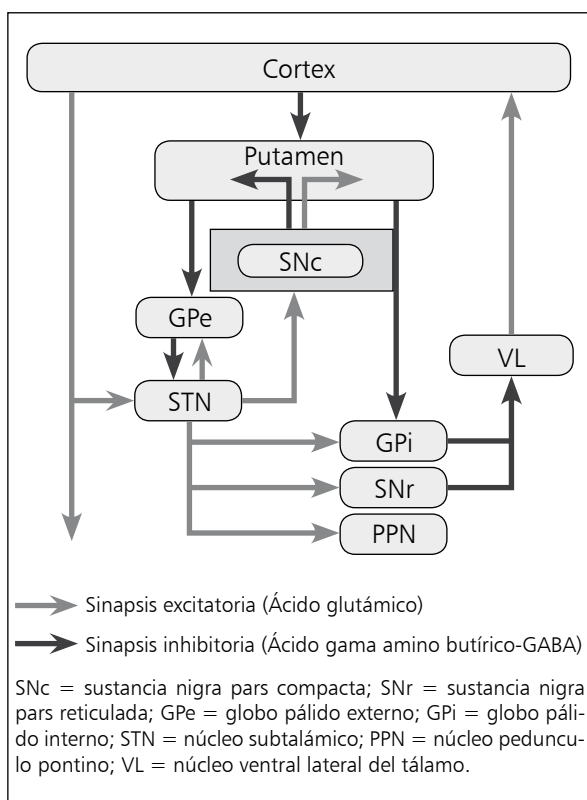 Cortex
Putamen
SNc
GPe
VL
STN
GPi
SNr
PPN
Sinapsis excitatoria (Ácido glutámico)
Sinapsis inhibitoria (Ácido gama amino butírico-GABA)
SNc = sustancia nigra pars compacta; SNr = sustancia nigra
pars reticulada; GPe = globo pálido externo; GPi = globo páli-
do interno; STN = núcleo subtalámico; PPN = núcleo peduncu-
lo pontino; VL = núcleo ventral lateral del tálamo.